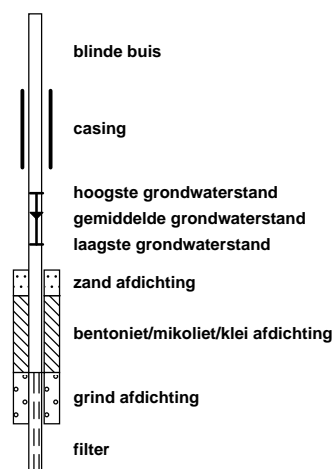 blinde buis
casing
hoogste grondwaterstand
gemiddelde grondwaterstand
laagste grondwaterstand
zand afdichting
bentoniet/mikoliet/klei afdichting
grind afdichting
filter